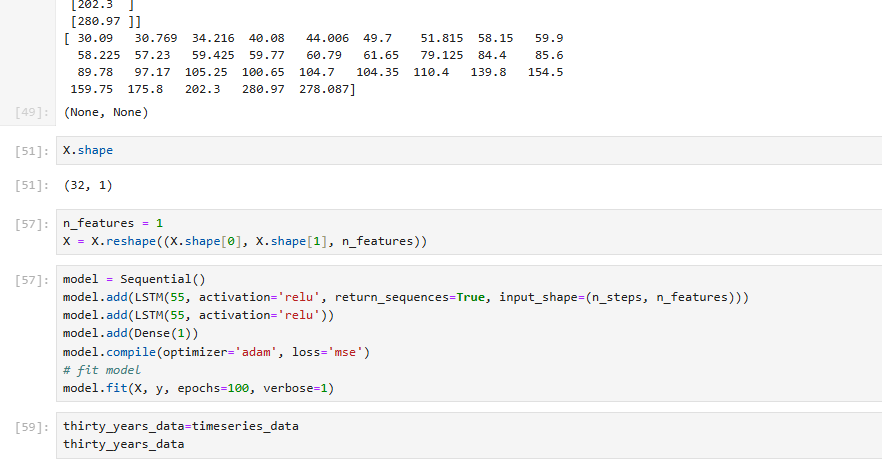 [202.3  ]
[280.97 ]]
[ 30.09   30.769  34.216  40.08   44.006  49.7    51.815  58.15   59.9
58.225  57.23   59.425  59.77   60.79   61.65   79.125  84.4    85.6
89.78   97.17  105.25  100.65  104.7   104.35  110.4   139.8   154.5
159.75  175.8   202.3   280.97  278.087]
[49]: (None, None)
[51]: X.shape
[51]: (32, 1)
[57]: n_features = 1
X = X.reshape((X.shape[0], X.shape[1], n_features))
[57]: model = Sequential()
model.add(LSTM(55, activation='relu', return_sequences=True, input_shape=(n_steps, n_features)))
model.add(LSTM(55, activation='relu'))
model.add(Dense(1))
model.compile(optimizer='adam', loss='mse')
# fit model
model.fit(X, y, epochs=100, verbose=1)
[59]: thirty_years_data=timeseries_data
thirty_years_data